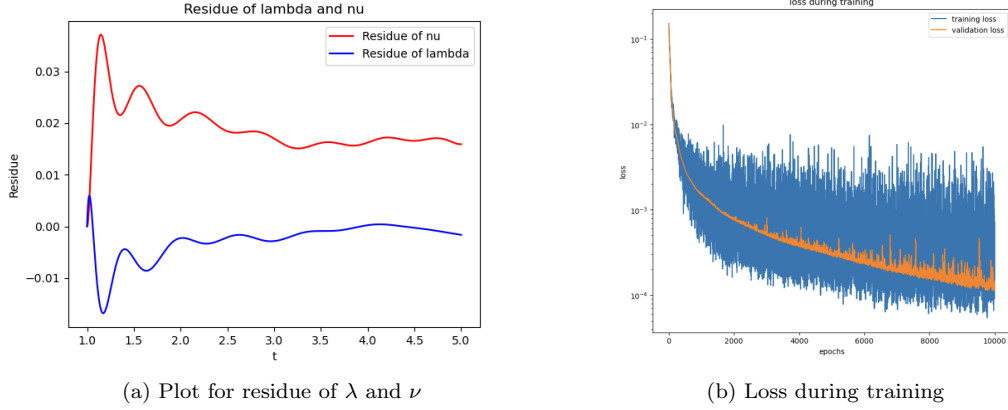 Residue of lambda and nu
Residue of nu
Residue of lambda
Residue
0.03
0.02
0.01
0.00
−0.01
1.0 1.5 2.0 2.5 3.0 3.5 4.0 4.5 5.0
t
(a) Plot for residue of λ and ν
loss during training
training loss
validation loss
loss
10⁻¹
10⁻²
10⁻³
10⁻⁴
0 2000 4000 6000 8000 10000
epochs
(b) Loss during training